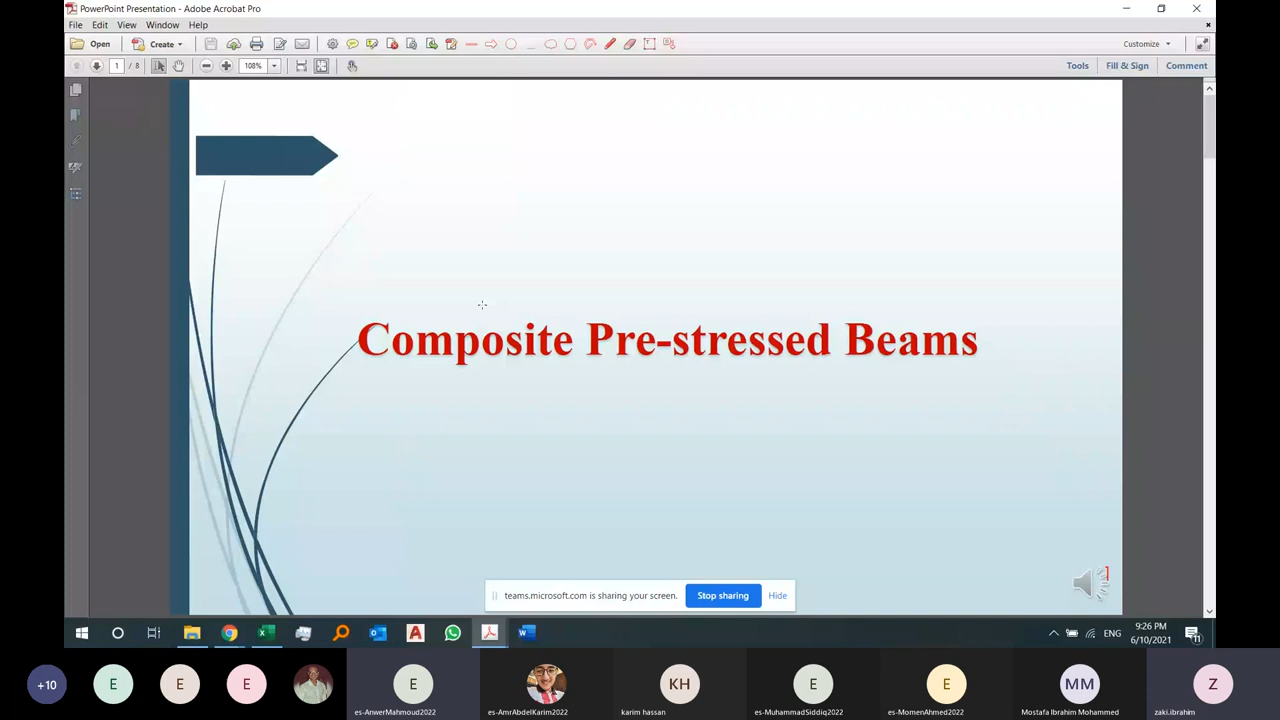 PowerPoint Presentation - Adobe Acrobat Pro
File Edit View Window Help
Open Create Customize
1 / 8 108% Tools Fill & Sign Comment
Composite Pre-stressed Beams
1
teams.microsoft.com is sharing your screen. Stop sharing Hide
ENG 9:26 PM
6/10/2021 11
+10 E E E E KH E E MM Z
es-AnwerMahmoud2022 es-AmrAbdelKarim2022 karim hassan es-MuhammadSiddiq2022 es-MomenAhmed2022 Mostafa Ibrahim Mohammed zaki.ibrahim